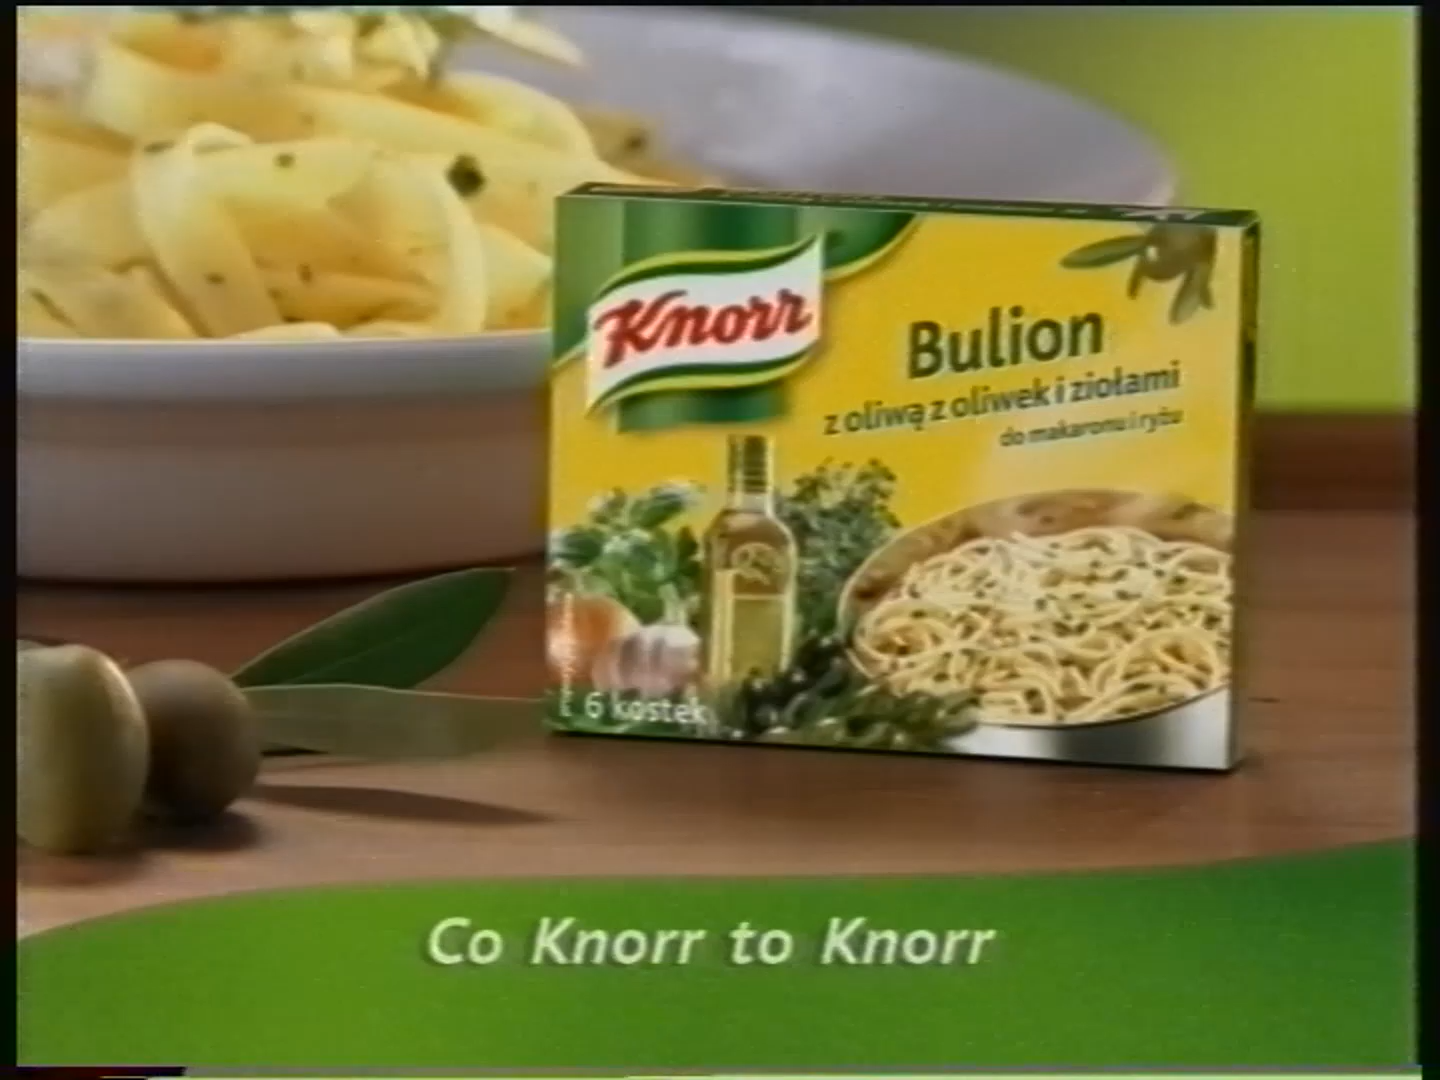 Knorr
Bulion
z oliwą z oliwek i ziołami
do makaronu i ryżu
6 kostek
Co Knorr to Knorr